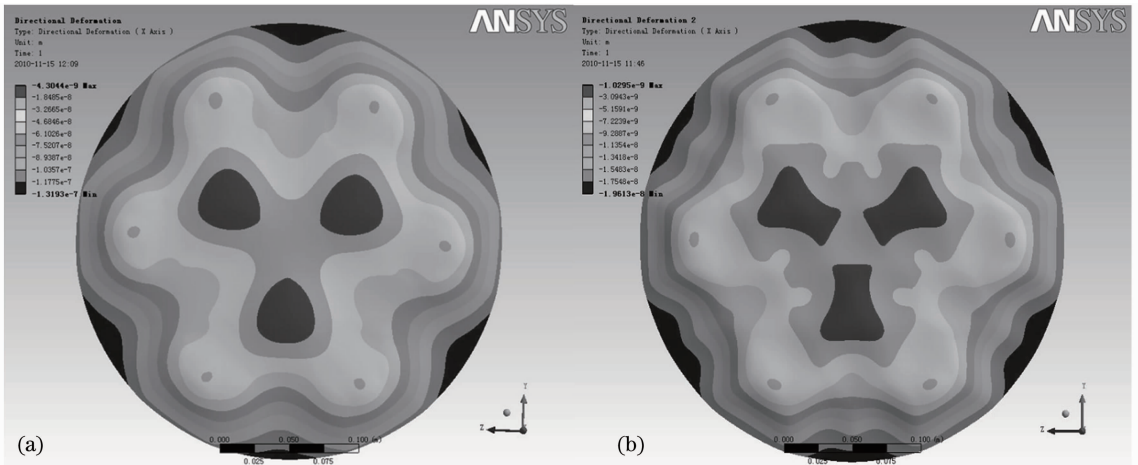 Directional Deformation
Type: Directional Deformation ( X Axis )
Unit: m
Time: 1
2010-11-15 12:09
ANSYS
-4.3044e-9 Max
-1.8485e-8
-3.2665e-8
-4.6846e-8
-6.1026e-8
-7.5207e-8
-8.9387e-8
-1.0357e-7
-1.1775e-7
-1.3193e-7 Min
Y
Z
0.000 0.050 0.100 (m)
0.025 0.075
(a)
Directional Deformation 2
Type: Directional Deformation ( X Axis )
Unit: m
Time: 1
2010-11-15 11:46
ANSYS
-1.0295e-9 Max
-3.0943e-9
-5.1591e-9
-7.2239e-9
-9.2887e-9
-1.1354e-8
-1.3418e-8
-1.5483e-8
-1.7548e-8
-1.9613e-8 Min
Y
Z
0.000 0.050 0.100 (m)
0.025 0.075
(b)